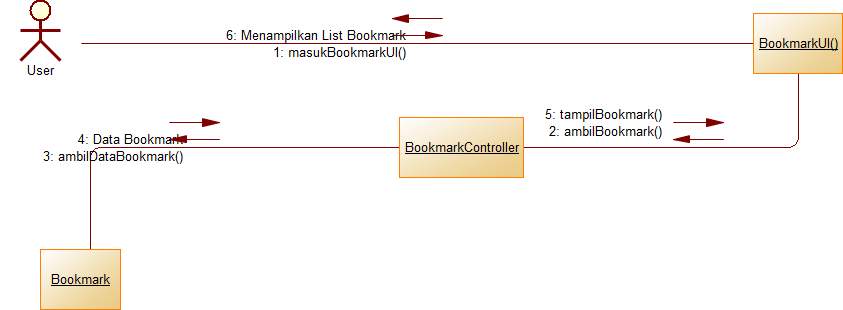 6: Menampilkan List Bookmark
1: masukBookmarkUI()
BookmarkUI()
User
5: tampilBookmark()
2: ambilBookmark()
4: Data Bookmark
3: ambilDataBookmark()
BookmarkController
Bookmark